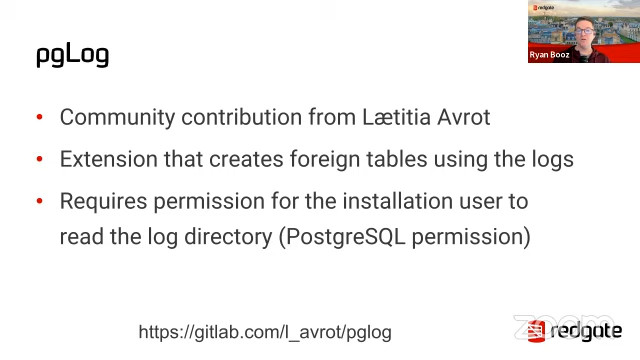 redgate
Ryan Booz
pgLog
• Community contribution from Lætitia Avrot
• Extension that creates foreign tables using the logs
• Requires permission for the installation user to
read the log directory (PostgreSQL permission)
https://gitlab.com/l_avrot/pglog
zoom
redgate